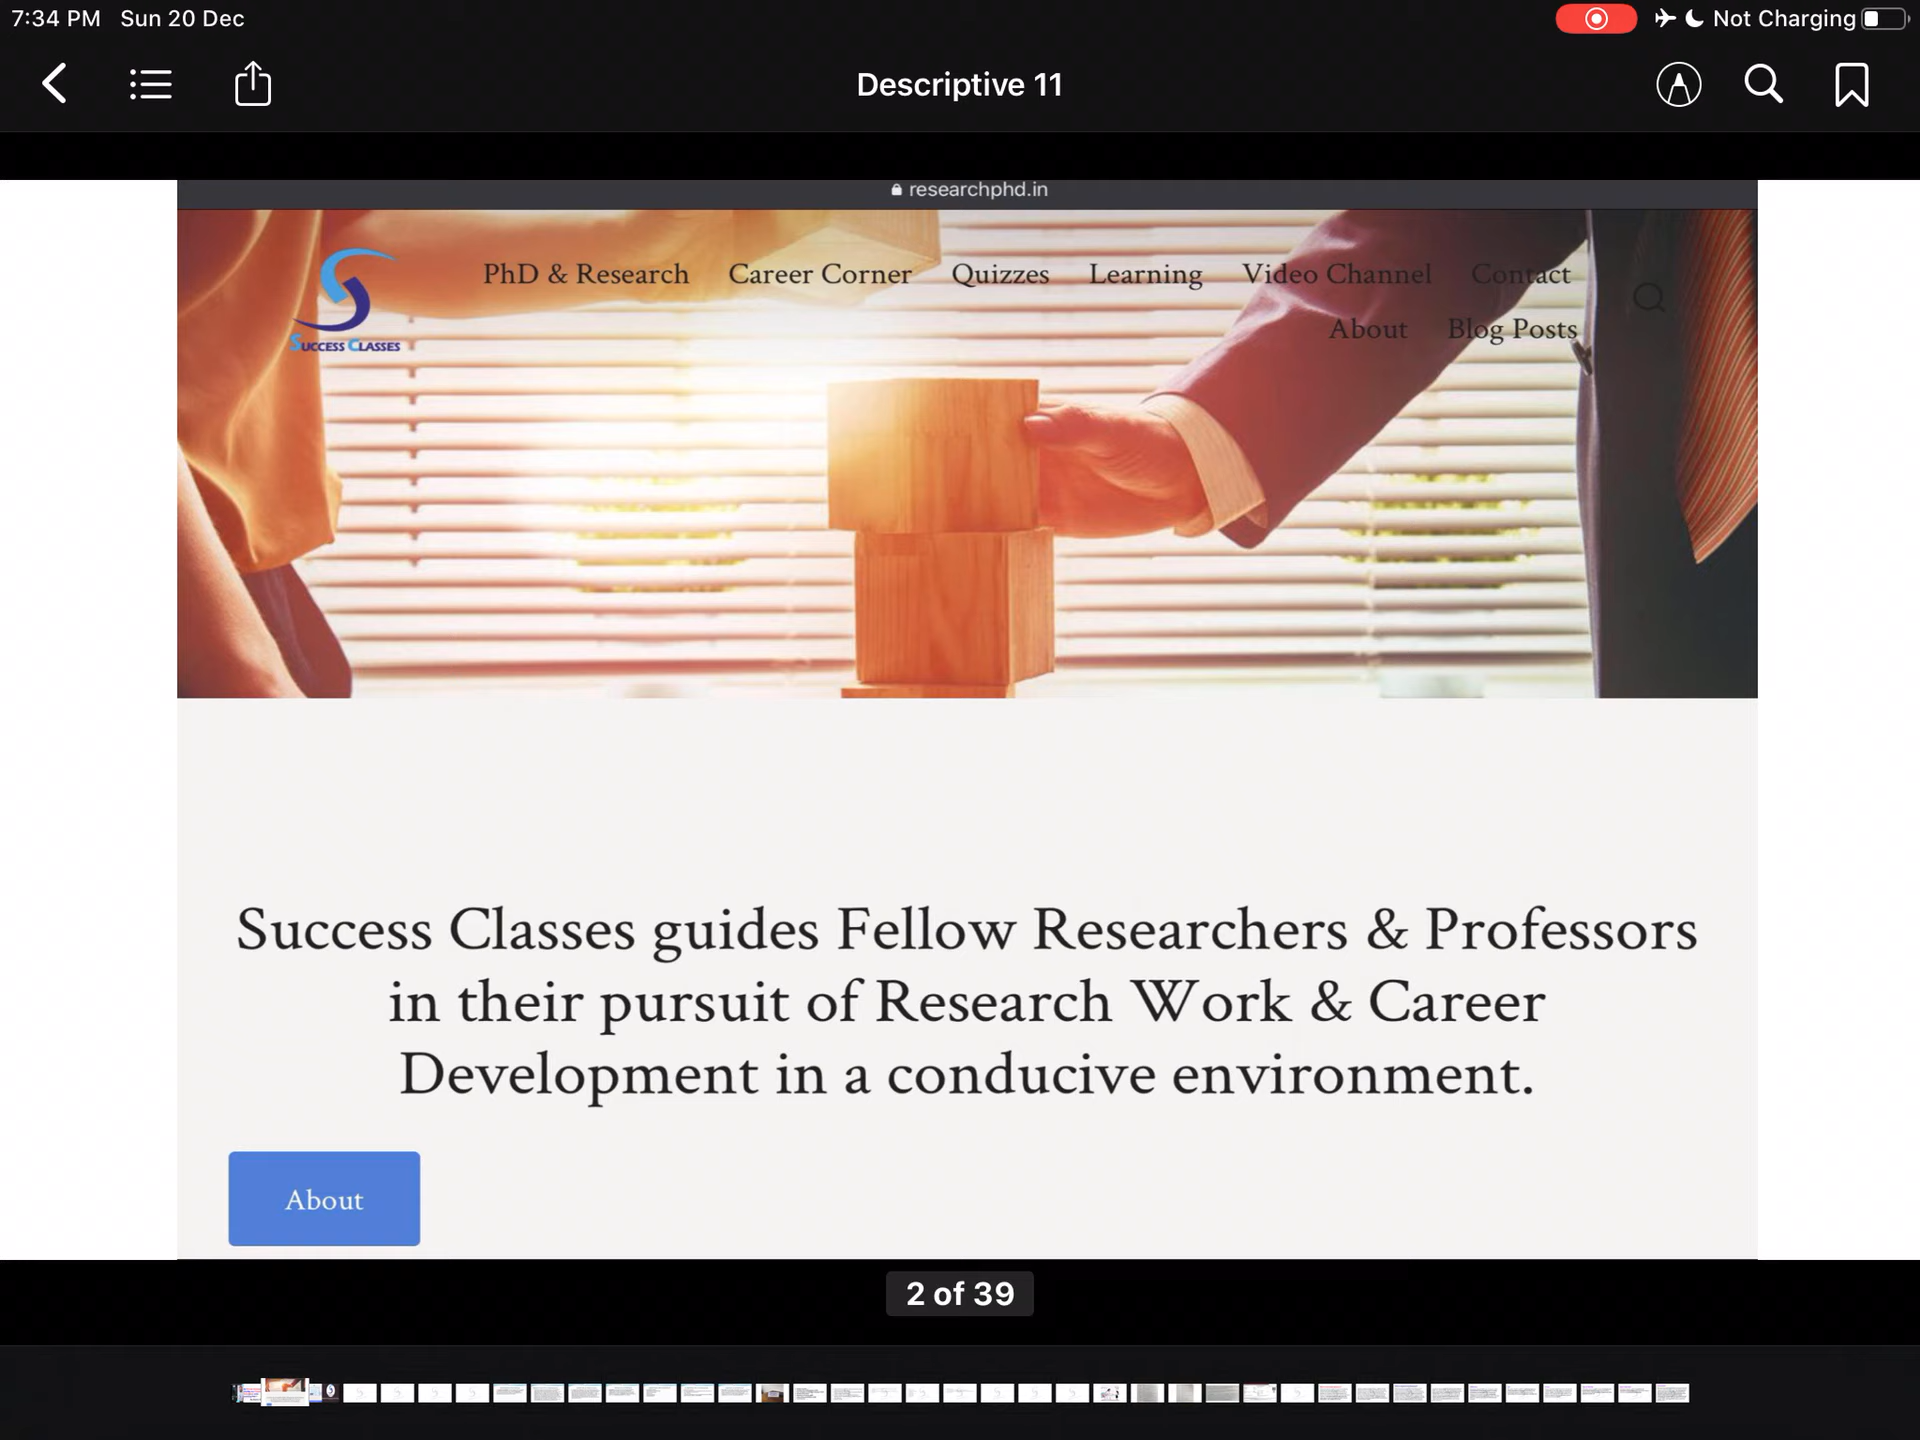 7:34 PM Sun 20 Dec
Not Charging
Descriptive 11
researchphd.in
PhD & Research Career Corner Quizzes Learning Video Channel Contact
About Blog Posts
SUCCESS CLASSES
Success Classes guides Fellow Researchers & Professors
in their pursuit of Research Work & Career
Development in a conducive environment.
About
2 of 39